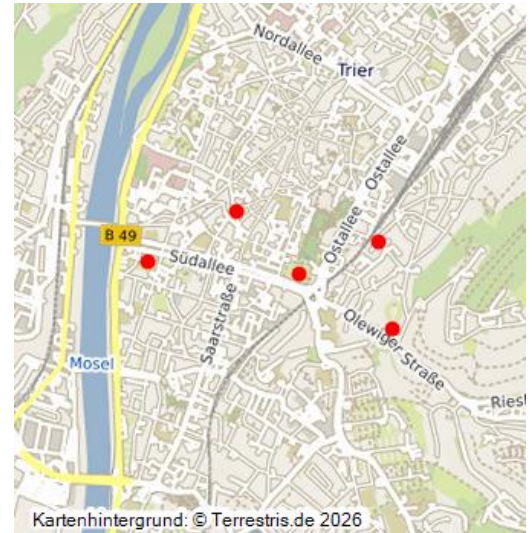 Nordallee
Trier
Ostallee
Ostallee
B 49
Südallee
Saarstraße
Olewiger Straße
Mosel
Riesl
Kartenhintergrund: © Terrestris.de 2026